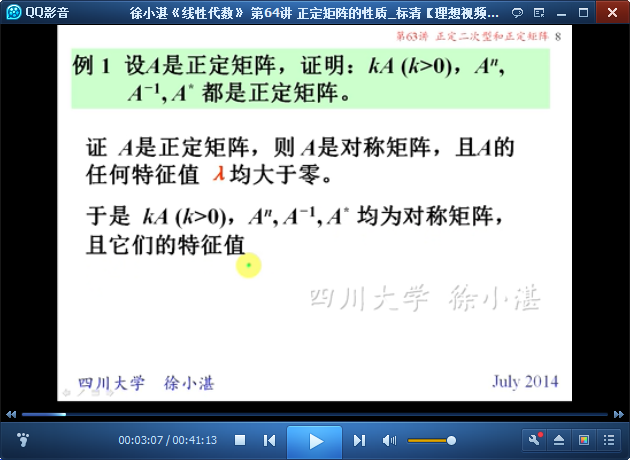 QQ影音
徐小湛《线性代数》 第64讲 正定矩阵的性质_标清【理想视频...
第63讲 正定二次型和正定矩阵 8
例 1 设A是正定矩阵，证明：kA (k>0)，Aⁿ,
A⁻¹, A* 都是正定矩阵。
证 A是正定矩阵，则 A是对称矩阵，且A的
任何特征值 λ 均大于零。
于是 kA (k>0)，Aⁿ, A⁻¹, A* 均为对称矩阵，
且它们的特征值
四川大学 徐小湛
四川大学 徐小湛
July 2014
00:03:07 / 00:41:13